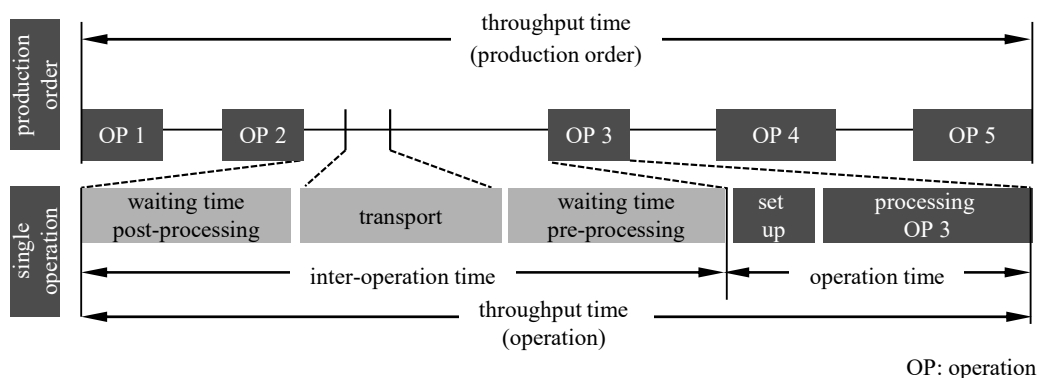 throughput time
(production order)
production
order
OP 1
OP 2
OP 3
OP 4
OP 5
single
operation
waiting time
post-processing
transport
waiting time
pre-processing
set
up
processing
OP 3
inter-operation time
operation time
throughput time
(operation)
OP: operation